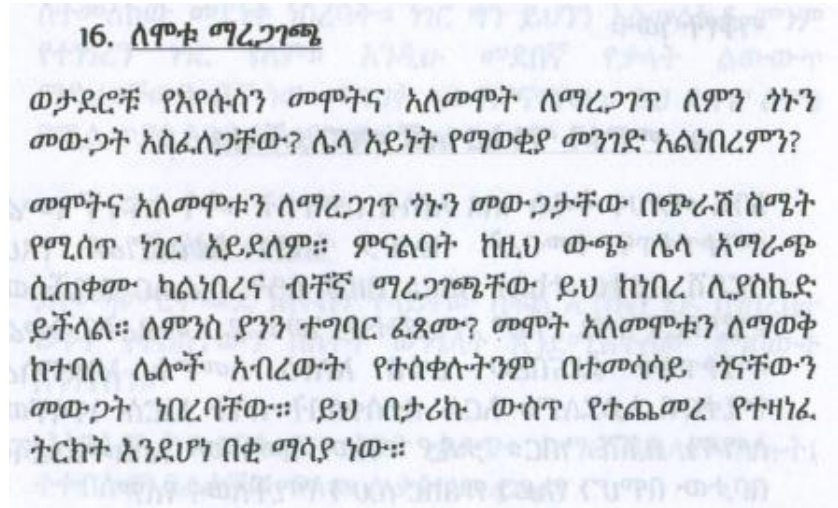 16. ለሞቱ ማረጋገጫ
ወታደሮቹ የኢየሱስን መሞትና አለመሞት ለማረጋገጥ ለምን ጎኑን
መውጋት አስፈለጋቸው? ሌላ አይነት የማወቂያ መንገድ አልነበረምን?
መሞትና አለመሞቱን ለማረጋገጥ ጎኑን መውጋታቸው በጭራሽ ስሜት
የሚሰጥ ነገር አይደለም። ምናልባት ከዚህ ውጭ ሌላ አማራጭ
ሲጠቀሙ ካልነበረና ብቸኛ ማረጋገጫቸው ይህ ከነበረ ሊያስኬድ
ይችላል። ለምንስ ያንን ተግባር ፈጸሙ? መሞት አለመሞቱን ለማወቅ
ከተባለ ሌሎች አብረውት የተሰቀሉትንም በተመሳሳይ ጎናቸውን
መውጋት ነበረባቸው። ይህ በታሪኩ ውስጥ የተጨመረ የተዛነፈ
ትርክት እንደሆነ በቂ ማሳያ ነው።